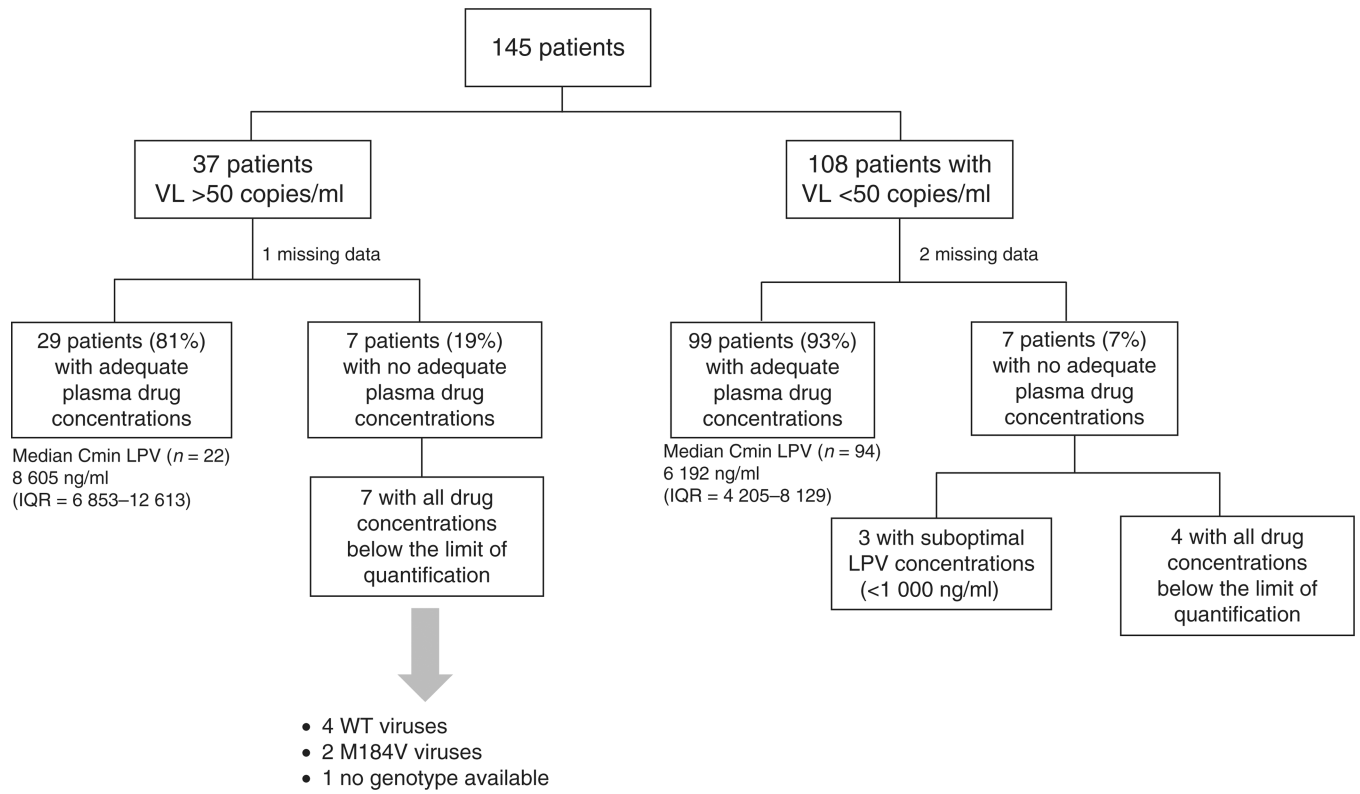 145 patients
37 patients
VL >50 copies/ml
108 patients with
VL <50 copies/ml
1 missing data
2 missing data
29 patients (81%)
with adequate
plasma drug
concentrations
7 patients (19%)
with no adequate
plasma drug
concentrations
99 patients (93%)
with adequate
plasma drug
concentrations
7 patients (7%)
with no adequate
plasma drug
concentrations
Median Cmin LPV (n = 22)
8 605 ng/ml
(IQR = 6 853–12 613)
Median Cmin LPV (n = 94)
6 192 ng/ml
(IQR = 4 205–8 129)
7 with all drug
concentrations
below the limit of
quantification
3 with suboptimal
LPV concentrations
(<1 000 ng/ml)
4 with all drug
concentrations
below the limit of
quantification
• 4 WT viruses
• 2 M184V viruses
• 1 no genotype available